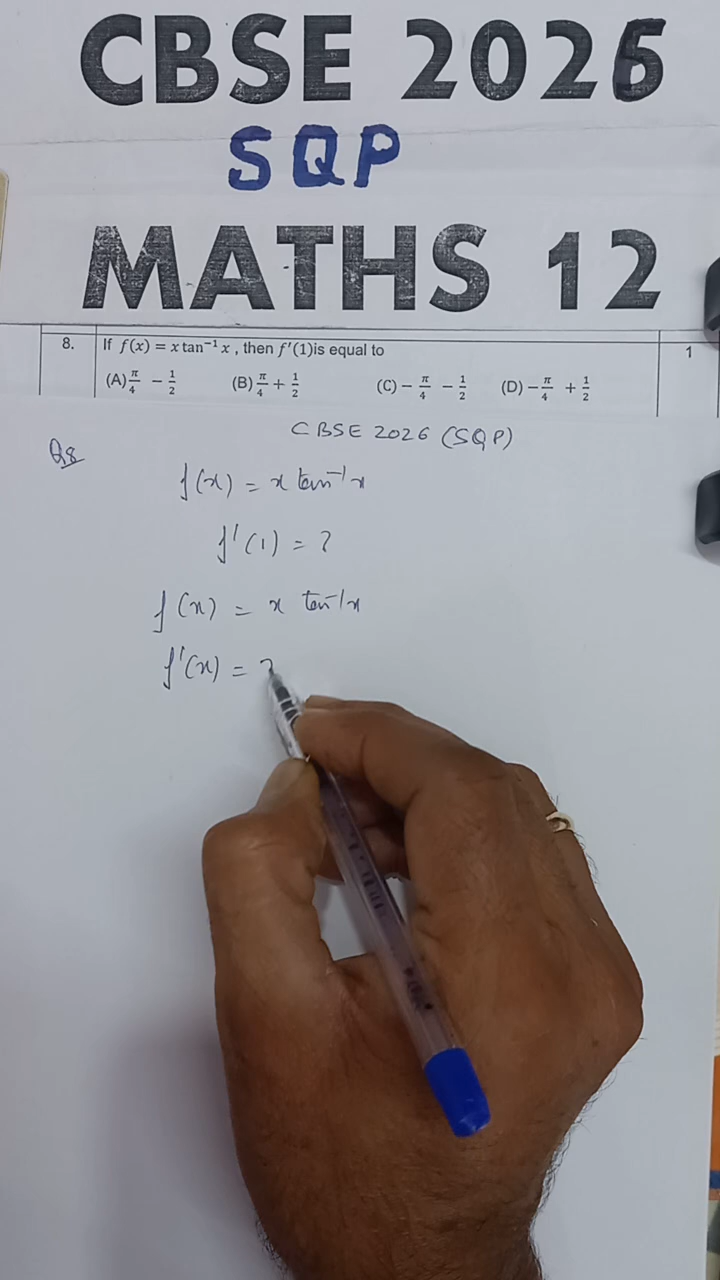 CBSE 2026
SQP
MATHS 12
8. If f(x) = x tan⁻¹ x , then f′(1)is equal to 1
(A) π/4 − 1/2 (B) π/4 + 1/2 (C) − π/4 − 1/2 (D) − π/4 + 1/2
CBSE 2026 (SQP)
Q8
f(x) = x tan⁻¹x
f'(1) = ?
f(x) = x tan⁻¹x
f'(x) =